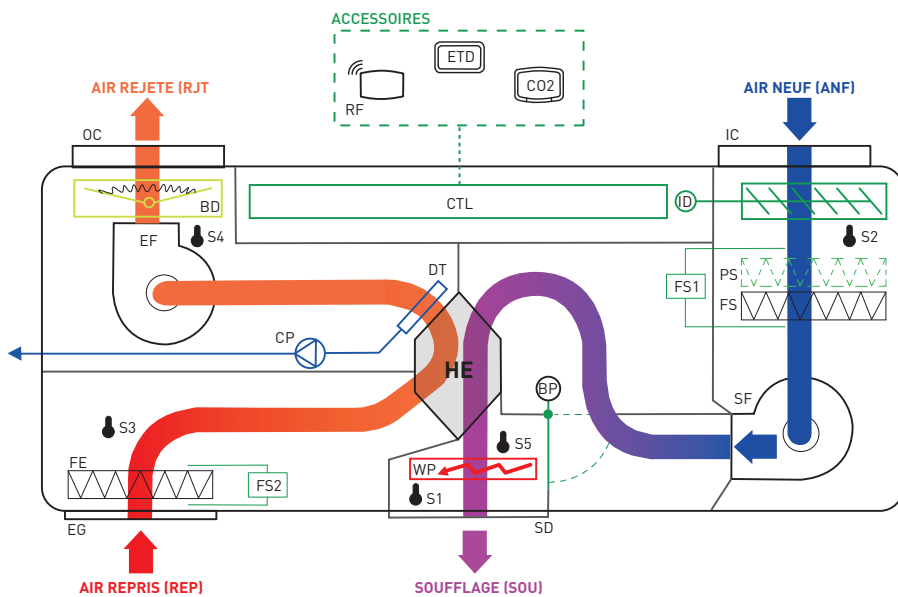 ACCESSOIRES
ETD
CO2
RF
AIR REJETE (RJT
AIR NEUF (ANF)
OC
IC
BD
CTL
ID
EF
S4
S2
DT
PS
FS1
FS
CP
HE
BP
SF
S3
S5
FE
WP
FS2
S1
EG
SD
AIR REPRIS (REP)
SOUFFLAGE (SOU)